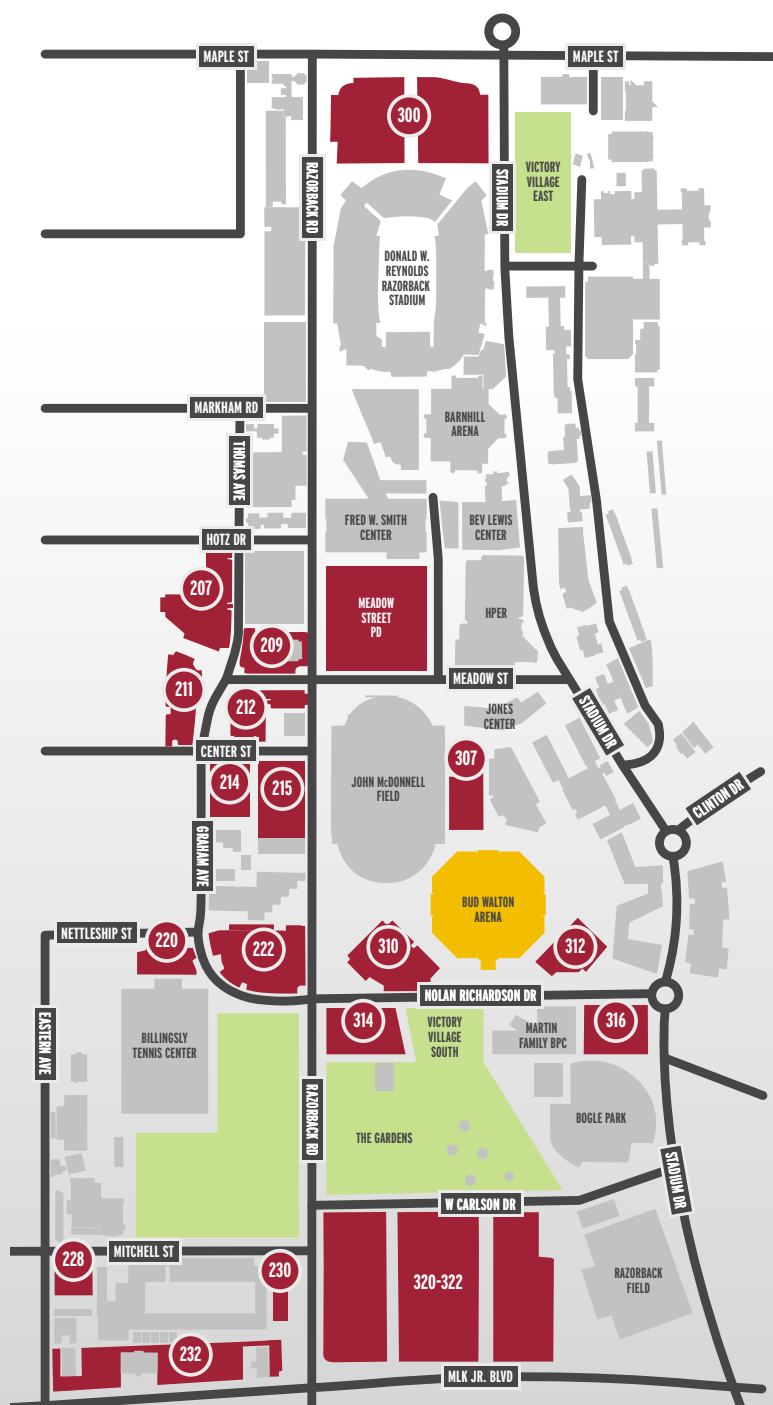 MAPLE ST
MAPLE ST
300
RAZORBACK RD
STADIUM DR
VICTORY
VILLAGE
EAST
DONALD W.
REYNOLDS
RAZORBACK
STADIUM
MARKHAM RD
BARNHILL
ARENA
THOMAS AVE
FRED W. SMITH
CENTER
BEV LEWIS
CENTER
HOTZ DR
207
MEADOW
STREET
PD
HPER
209
MEADOW ST
211
212
JONES
CENTER
STADIUM DR
CENTER ST
307
214
215
JOHN McDONNELL
FIELD
CLINTON DR
GRAHAM AVE
BUD WALTON
ARENA
NETTLESHIP ST
220
222
310
312
NOLAN RICHARDSON DR
314
VICTORY
VILLAGE
SOUTH
MARTIN
FAMILY BPC
316
EASTERN AVE
BILLINGSLY
TENNIS CENTER
RAZORBACK RD
THE GARDENS
BOGLE PARK
STADIUM DR
W CARLSON DR
MITCHELL ST
228
230
320-322
RAZORBACK
FIELD
232
MLK JR. BLVD